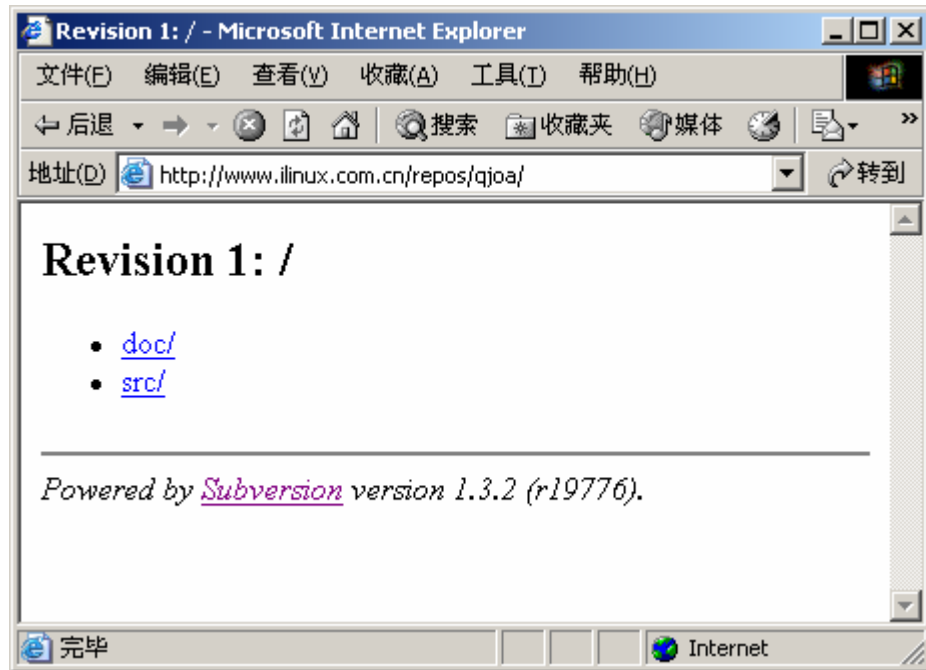 Revision 1: / - Microsoft Internet Explorer
文件(F) 编辑(E) 查看(V) 收藏(A) 工具(T) 帮助(H)
后退 搜索 收藏夹 媒体 »
地址(D) http://www.ilinux.com.cn/repos/qjoa/ 转到
Revision 1: /
• doc/
• src/
Powered by Subversion version 1.3.2 (r19776).
完毕 Internet